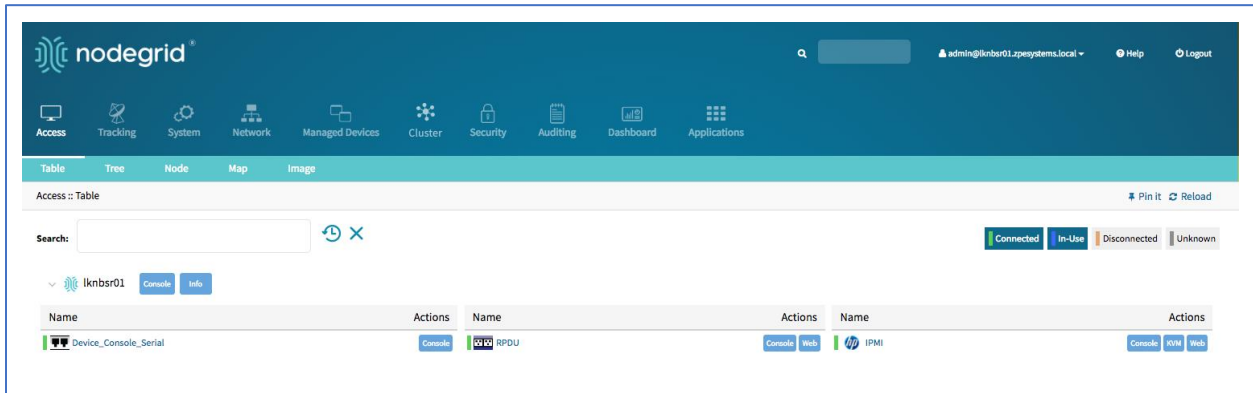 nodegrid®
admin@lknbsr01.zpesystems.local Help Logout
Access Tracking System Network Managed Devices Cluster Security Auditing Dashboard Applications
Table Tree Node Map Image
Access :: Table Pin it Reload
Search: Connected In-Use Disconnected Unknown
lknbsr01 Console Info
Name Actions Name Actions Name Actions
Device_Console_Serial Console RPDU Console Web hp IPMI Console KVM Web